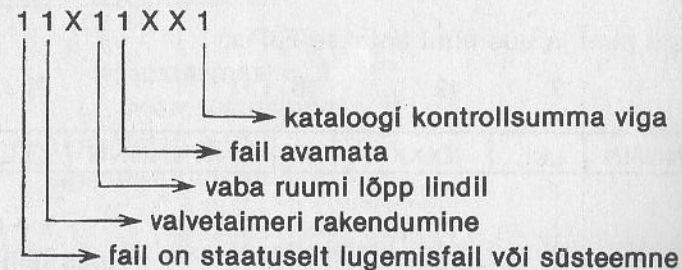 1 1 X 1 1 X X 1
kataloogi kontrollsumma viga
fail avamata
vaba ruumi lõpp lindil
valvetaimeri rakendumine
fail on staatuselt lugemisfail või süsteemne